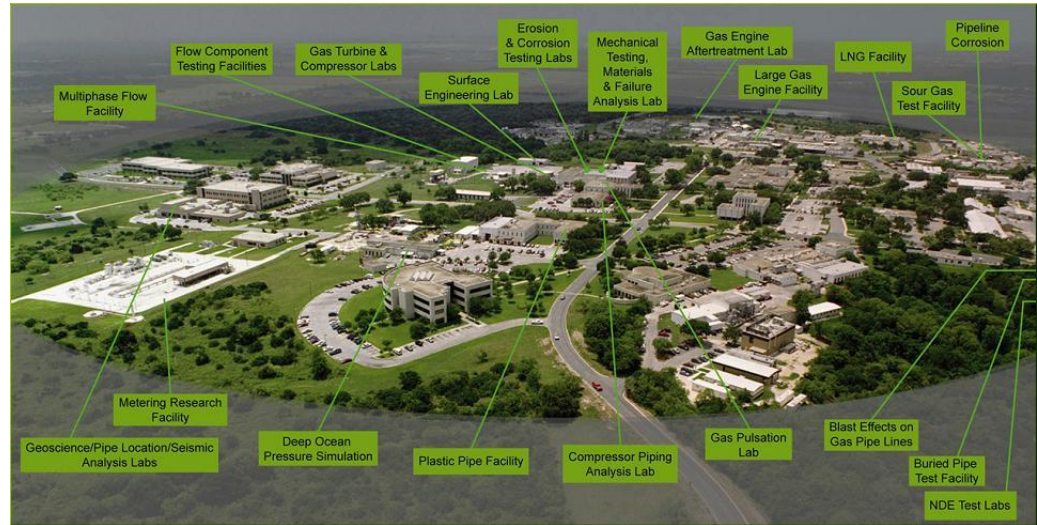 Flow Component
Testing Facilities
Gas Turbine &
Compressor Labs
Erosion
& Corrosion
Testing Labs
Mechanical
Testing,
Materials
& Failure
Analysis Lab
Gas Engine
Aftertreatment Lab
Pipeline
Corrosion
LNG Facility
Surface
Engineering Lab
Large Gas
Engine Facility
Sour Gas
Test Facility
Multiphase Flow
Facility
Metering Research
Facility
Geoscience/Pipe Location/Seismic
Analysis Labs
Deep Ocean
Pressure Simulation
Plastic Pipe Facility
Compressor Piping
Analysis Lab
Gas Pulsation
Lab
Blast Effects on
Gas Pipe Lines
Buried Pipe
Test Facility
NDE Test Labs